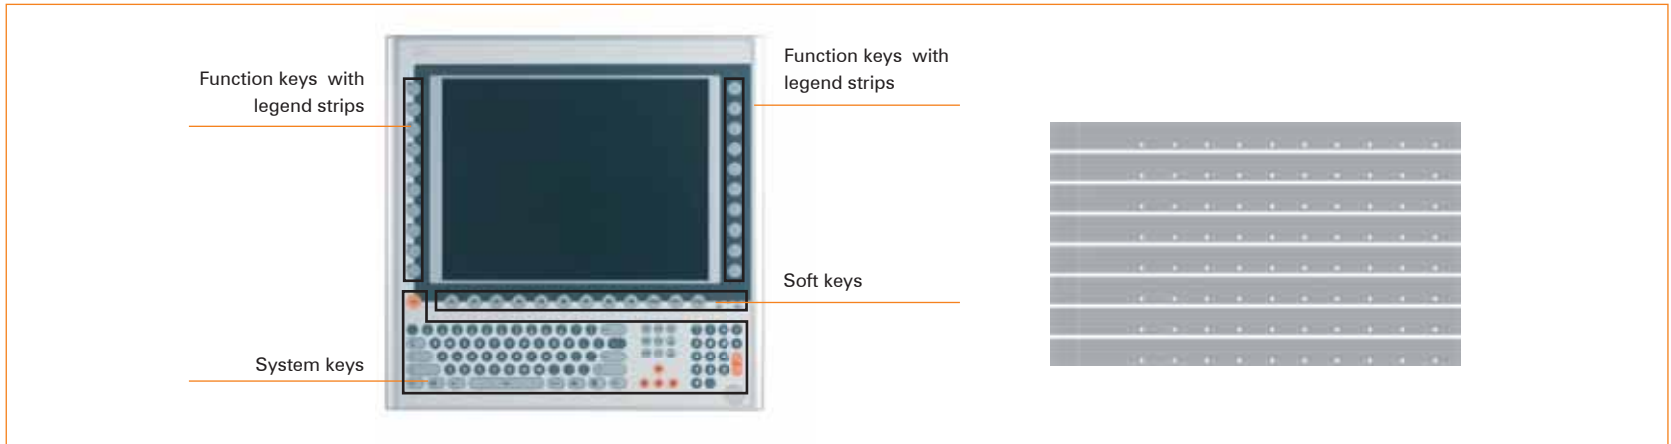 Function keys with
legend strips
Function keys with
legend strips
Soft keys
System keys